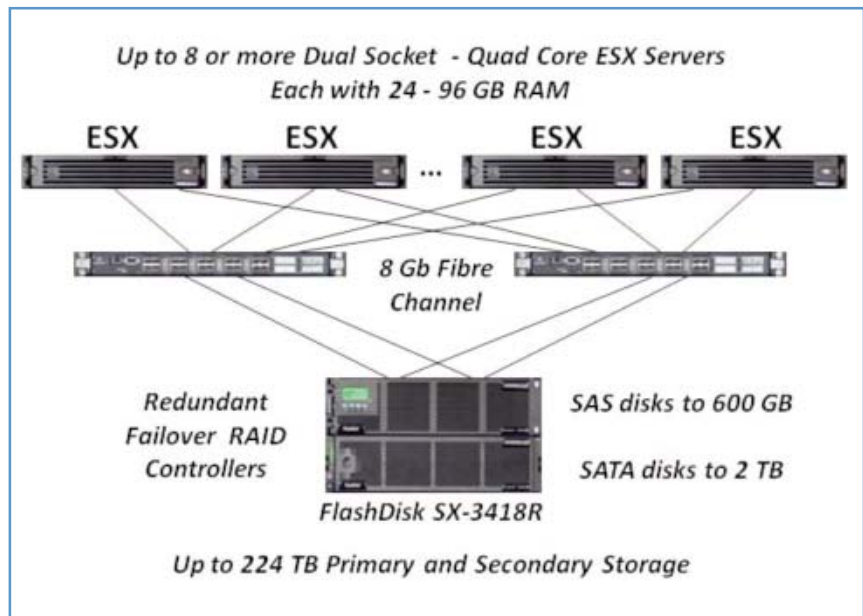 Up to 8 or more Dual Socket - Quad Core ESX Servers
Each with 24 - 96 GB RAM
ESX
ESX
ESX
ESX
...
8 Gb Fibre
Channel
Redundant
Failover RAID
Controllers
SAS disks to 600 GB
SATA disks to 2 TB
FlashDisk SX-3418R
Up to 224 TB Primary and Secondary Storage